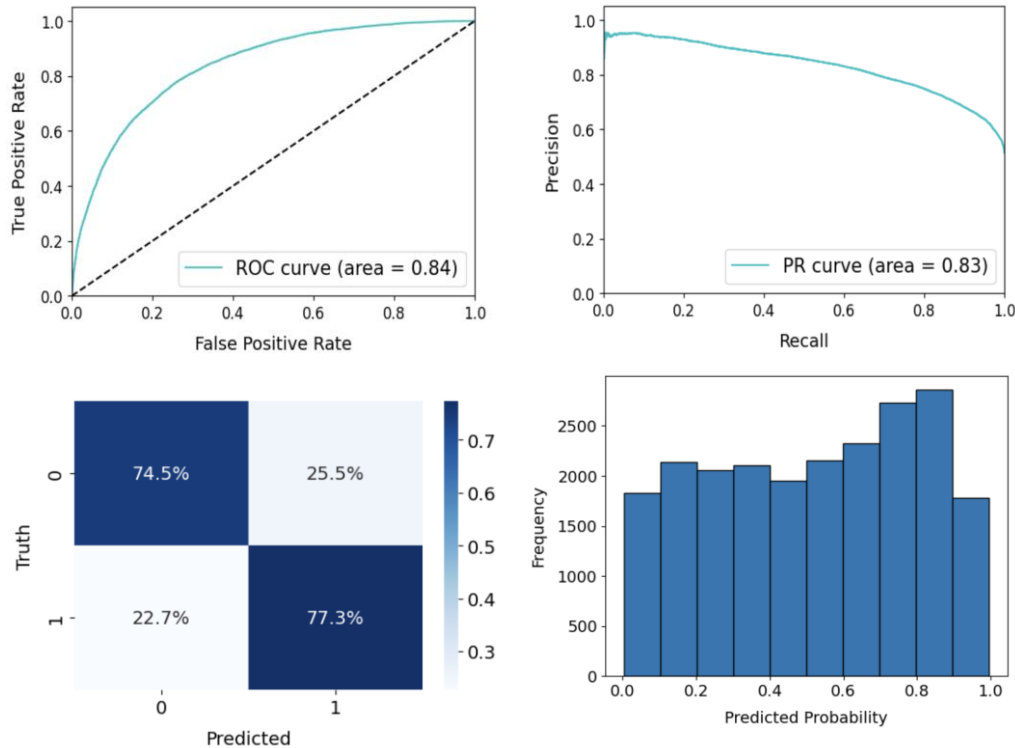 1.0
0.8
0.6
0.4
0.2
0.0
True Positive Rate
ROC curve (area = 0.84)
0.0 0.2 0.4 0.6 0.8 1.0
False Positive Rate
1.0
0.8
0.6
0.4
0.2
0.0
Precision
PR curve (area = 0.83)
0.0 0.2 0.4 0.6 0.8 1.0
Recall
Truth
0
1
74.5% 25.5%
22.7% 77.3%
0 1
Predicted
0.7
0.6
0.5
0.4
0.3
Frequency
2500
2000
1500
1000
500
0
0.0 0.2 0.4 0.6 0.8 1.0
Predicted Probability